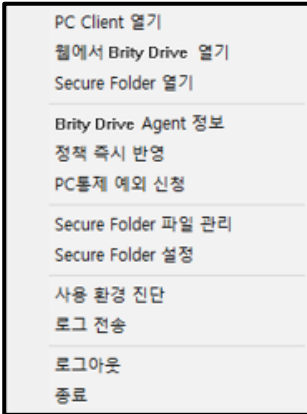 PC Client 열기
웹에서 Brity Drive 열기
Secure Folder 열기
Brity Drive Agent 정보
정책 즉시 반영
PC통제 예외 신청
Secure Folder 파일 관리
Secure Folder 설정
사용 환경 진단
로그 전송
로그아웃
종료